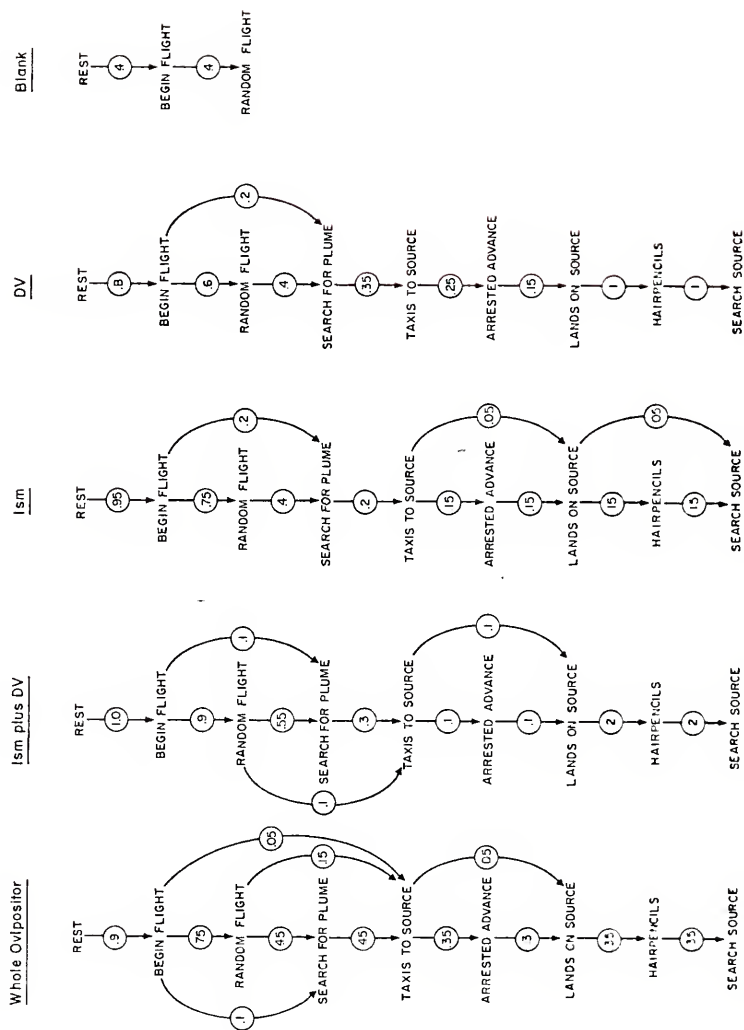 Whole Ovipositor
REST
.9
BEGIN FLIGHT
.1
.75
.05
RANDOM FLIGHT
.45
.15
SEARCH FOR PLUME
.45
TAXIS TO SOURCE
.35
.05
ARRESTED ADVANCE
.3
LANDS ON SOURCE
.35
HAIRPENCILS
.35
SEARCH SOURCE
Ism plus DV
REST
1.0
BEGIN FLIGHT
.9
.1
RANDOM FLIGHT
.1
.55
SEARCH FOR PLUME
.3
TAXIS TO SOURCE
.1
.1
ARRESTED ADVANCE
.1
LANDS ON SOURCE
.2
HAIRPENCILS
.2
SEARCH SOURCE
Ism
REST
.95
BEGIN FLIGHT
.75
.2
RANDOM FLIGHT
.4
SEARCH FOR PLUME
.2
TAXIS TO SOURCE
.15
.05
ARRESTED ADVANCE
.15
LANDS ON SOURCE
.15
.05
HAIRPENCILS
.15
SEARCH SOURCE
DV
REST
.8
BEGIN FLIGHT
.6
.2
RANDOM FLIGHT
.4
SEARCH FOR PLUME
.35
TAXIS TO SOURCE
.25
ARRESTED ADVANCE
.15
LANDS ON SOURCE
.1
HAIRPENCILS
.1
SEARCH SOURCE
Blank
REST
.4
BEGIN FLIGHT
.4
RANDOM FLIGHT